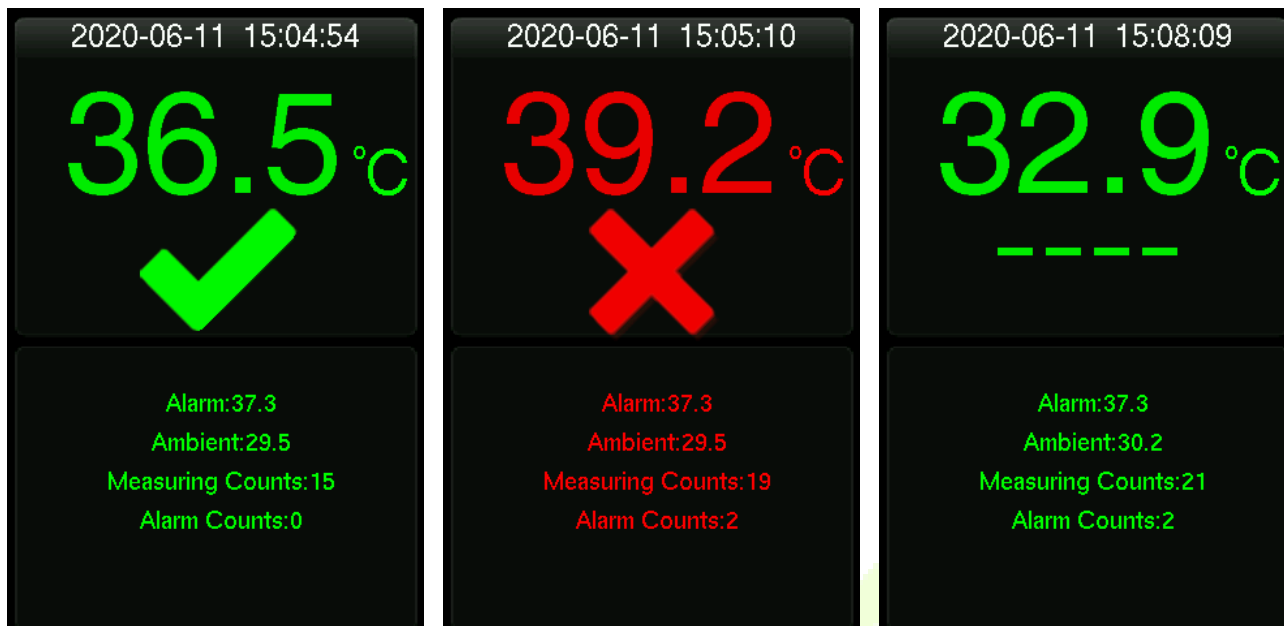 2020-06-11 15:04:54
36.5 °C
Alarm:37.3
Ambient:29.5
Measuring Counts:15
Alarm Counts:0
2020-06-11 15:05:10
39.2 °C
Alarm:37.3
Ambient:29.5
Measuring Counts:19
Alarm Counts:2
2020-06-11 15:08:09
32.9 °C
----
Alarm:37.3
Ambient:30.2
Measuring Counts:21
Alarm Counts:2